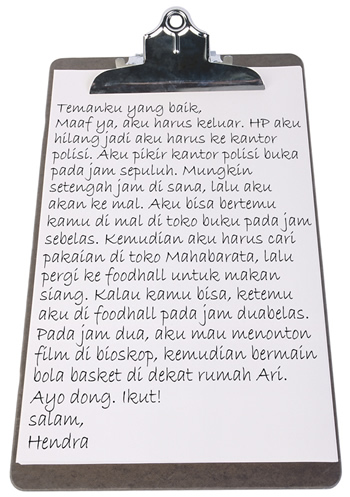 Temanku yang baik,
Maaf ya, aku harus keluar. HP aku
hilang jadi aku harus ke kantor
polisi. Aku pikir kantor polisi buka
pada jam sepuluh. Mungkin
setengah jam di sana, lalu aku
akan ke mal. Aku bisa bertemu
kamu di mal di toko buku pada jam
sebelas. Kemudian aku harus cari
pakaian di toko Mahabarata, lalu
pergi ke foodhall untuk makan
siang. Kalau kamu bisa, ketemu
aku di foodhall pada jam duabelas.
Pada jam dua, aku mau menonton
film di bioskop, kemudian bermain
bola basket di dekat rumah Ari.
Ayo dong. Ikut!
salam,
Hendra